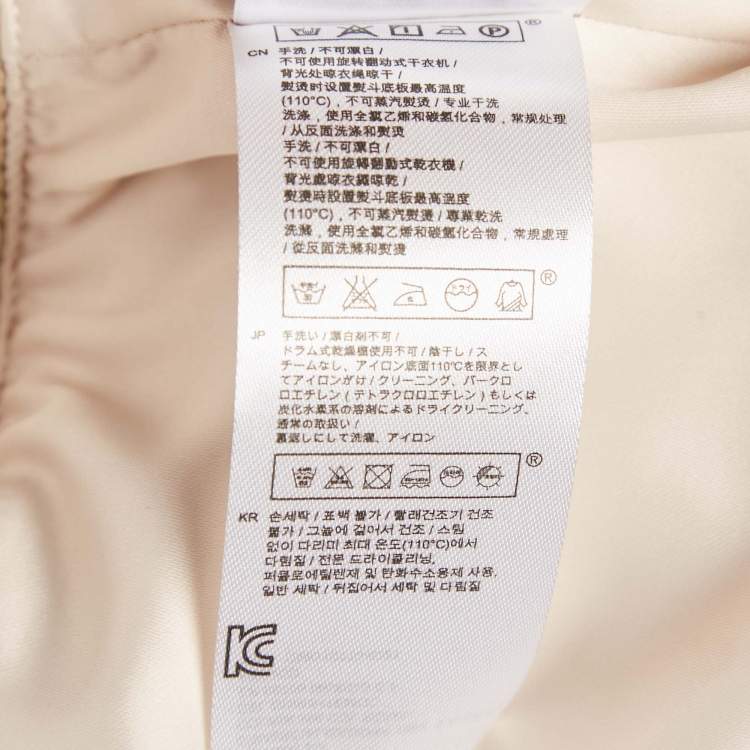 CN 手洗 / 不可漂白 /
不可使用旋转翻动式干衣机 /
背光处晾衣绳晾干 /
熨烫时设置熨斗底板最高温度
(110°C)，不可蒸汽熨烫 / 专业干洗
洗涤，使用全氯乙烯和碳氢化合物，常规处理
/ 从反面洗涤和熨烫
手洗 / 不可漂白 /
不可使用旋轉翻動式乾衣機 /
背光處晾衣繩晾乾 /
熨燙時設置熨斗底板最高溫度
(110°C)，不可蒸汽熨燙 / 專業乾洗
洗滌，使用全氯乙烯和碳氫化合物，常規處理
/ 從反面洗滌和熨燙
®
JP 手洗い / 漂白剤不可 /
ドラム式乾燥機使用不可 / 陰干し / ス
チームなし、アイロン底面110℃を限界とし
てアイロンがけ / クリーニング、パークロ
ロエチレン（テトラクロロエチレン）もしくは
炭化水素系の溶剤によるドライクリーニング、
通常の取扱い /
裏返しにして洗濯、アイロン
®
KR 손세탁 / 표백 불가 / 빨래건조기 건조
불가 / 그늘에 걸어서 건조 / 스팀
없이 다리미 최대 온도(110°C)에서
다림질 / 전문 드라이클리닝,
퍼클로로에틸렌제 및 탄화수소용제 사용,
일반 세탁 / 뒤집어서 세탁 및 다림질